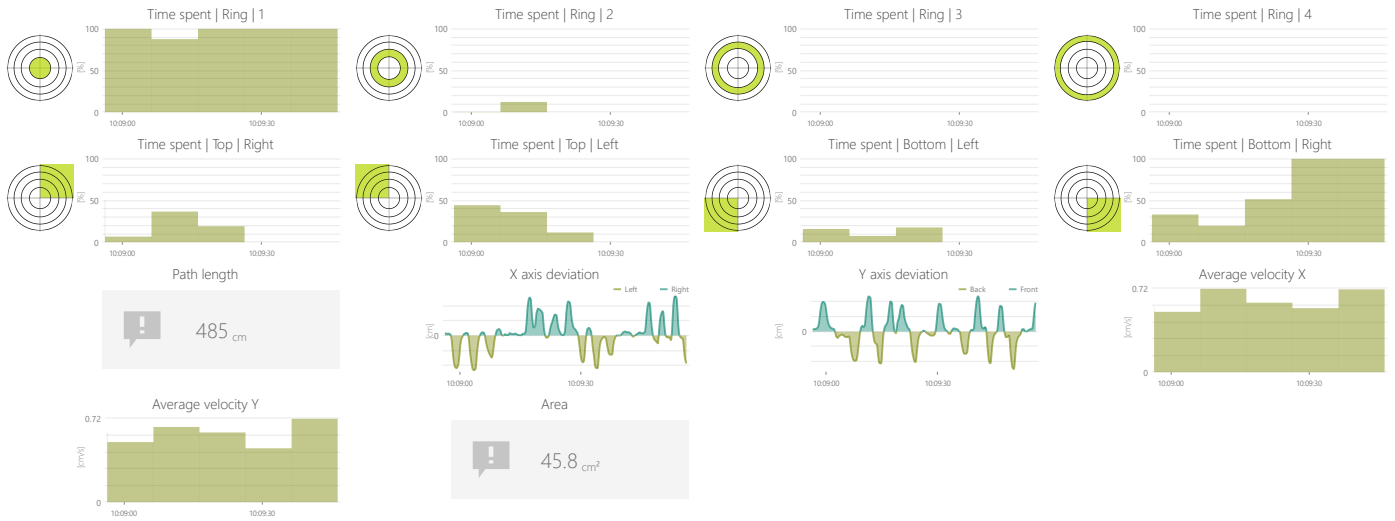 Time spent | Ring | 1
100
50
0
[%]
10:09:00
10:09:30
Time spent | Ring | 2
100
50
0
[%]
10:09:00
10:09:30
Time spent | Ring | 3
100
50
0
[%]
10:09:00
10:09:30
Time spent | Ring | 4
100
50
0
[%]
10:09:00
10:09:30
Time spent | Top | Right
100
50
0
[%]
10:09:00
10:09:30
Time spent | Top | Left
100
50
0
[%]
10:09:00
10:09:30
Time spent | Bottom | Left
100
50
0
[%]
10:09:00
10:09:30
Time spent | Bottom | Right
100
50
0
[%]
10:09:00
10:09:30
Path length
485 cm
X axis deviation
Left Right
0
[cm]
10:09:00
10:09:30
Y axis deviation
Back Front
0
[cm]
10:09:00
10:09:30
Average velocity X
0.72
0
[cm/s]
10:09:00
10:09:30
Average velocity Y
0.72
0
[cm/s]
10:09:00
10:09:30
Area
45.8 cm²